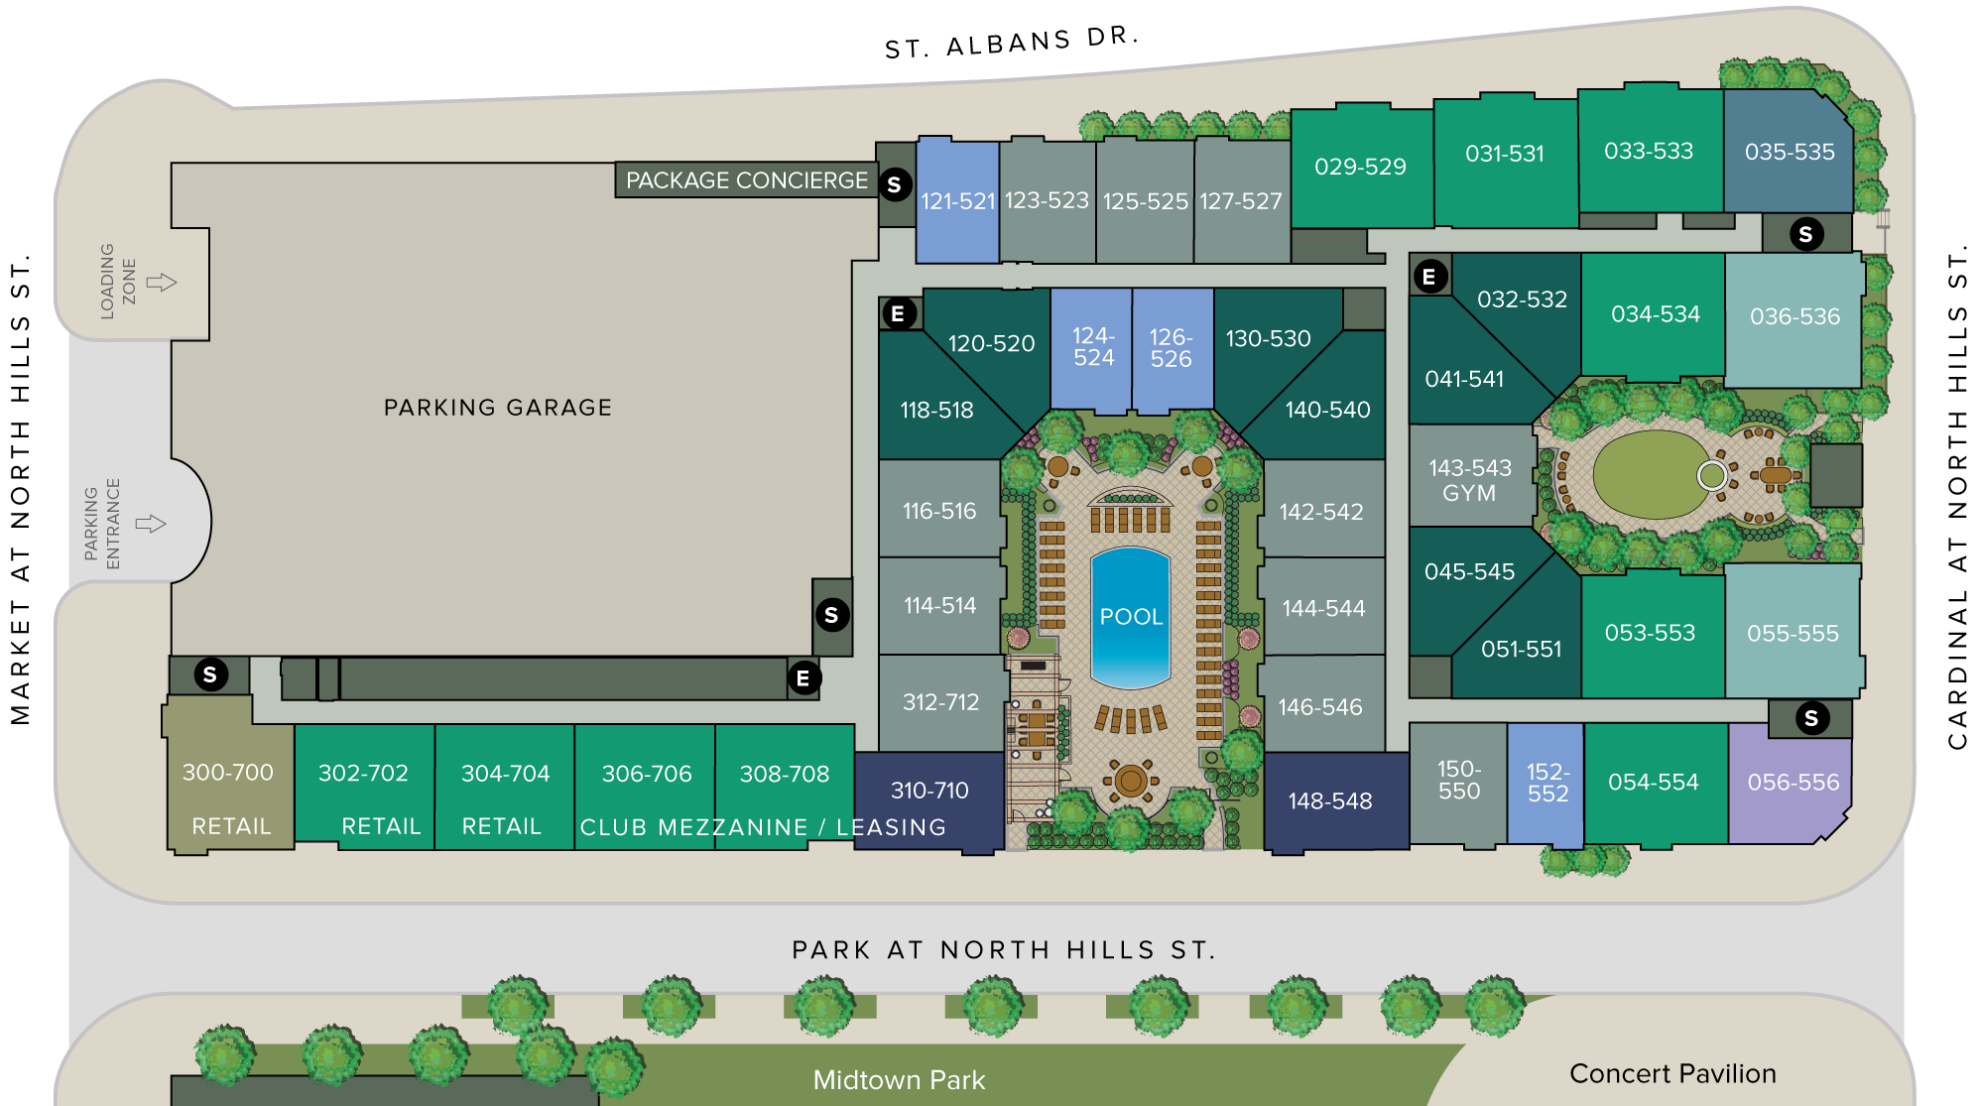 ST. ALBANS DR.
PACKAGE CONCIERGE
S
121-521
123-523
125-525
127-527
029-529
031-531
033-533
035-535
S
LOADING
ZONE
MARKET AT NORTH HILLS ST.
CARDINAL AT NORTH HILLS ST.
PARKING GARAGE
PARKING
ENTRANCE
E
120-520
124-
524
126-
526
130-530
118-518
140-540
E
032-532
034-534
036-536
041-541
116-516
142-542
143-543
GYM
114-514
144-544
POOL
045-545
051-551
053-553
055-555
S
S
E
312-712
146-546
S
300-700
RETAIL
302-702
RETAIL
304-704
RETAIL
306-706
308-708
CLUB MEZZANINE / LEASING
310-710
148-548
150-
550
152-
552
054-554
056-556
PARK AT NORTH HILLS ST.
Midtown Park
Concert Pavilion